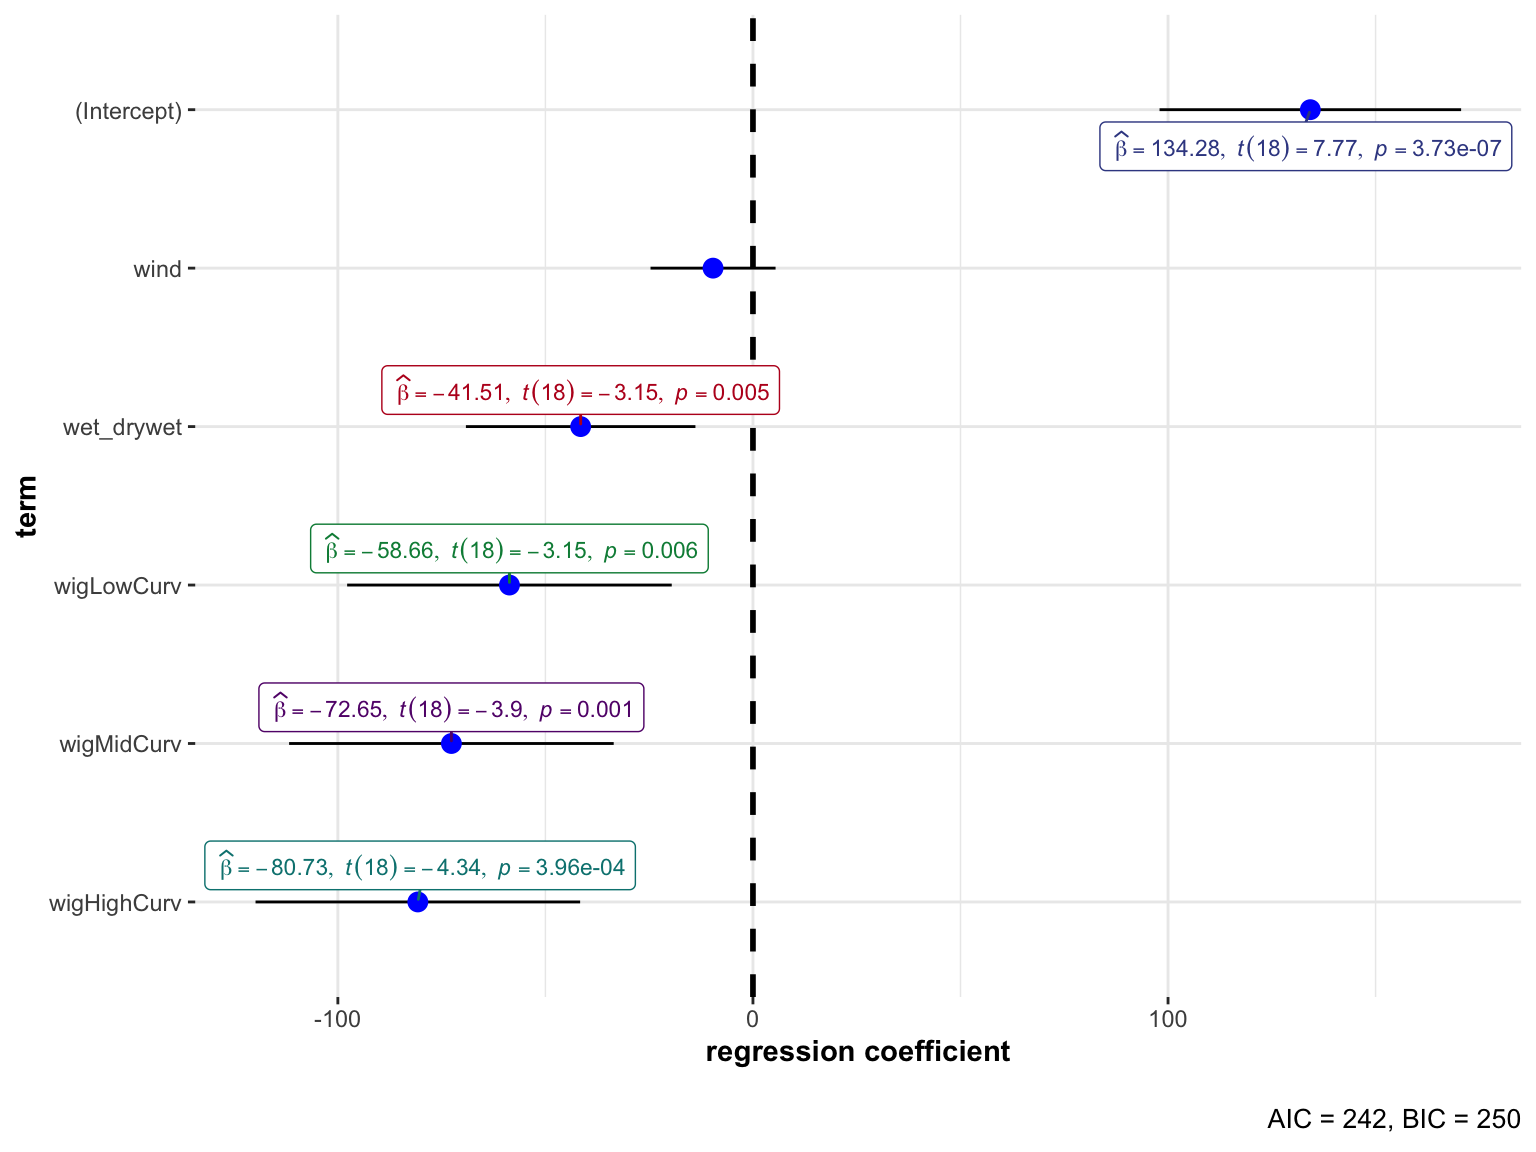 (Intercept)
β̂ = 134.28, t(18) = 7.77, p = 3.73e-07
wind
β̂ = −41.51, t(18) = −3.15, p = 0.005
wet_drywet
term
β̂ = −58.66, t(18) = −3.15, p = 0.006
wigLowCurv
β̂ = −72.65, t(18) = −3.9, p = 0.001
wigMidCurv
β̂ = −80.73, t(18) = −4.34, p = 3.96e-04
wigHighCurv
-100 0 100
regression coefficient
AIC = 242, BIC = 250